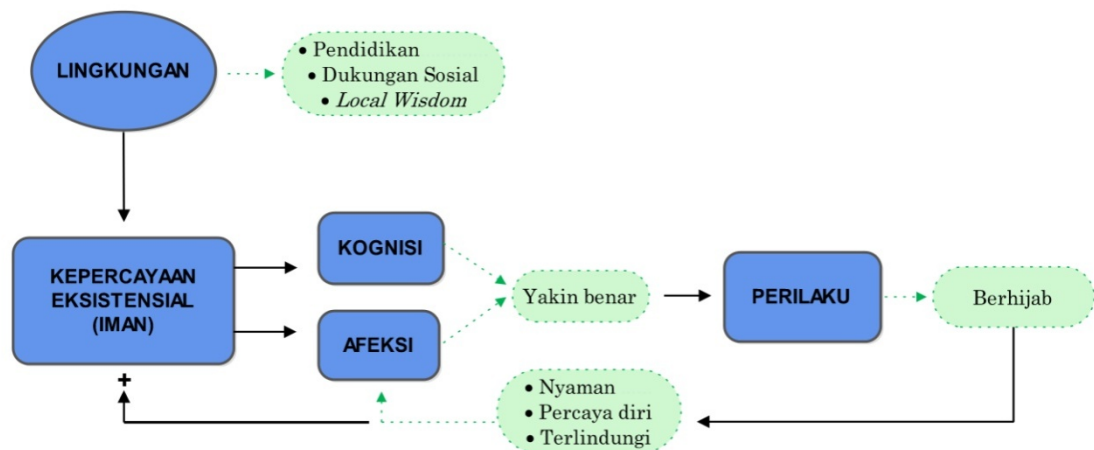 LINGKUNGAN
• Pendidikan
• Dukungan Sosial
• Local Wisdom
KEPERCAYAAN
EKSISTENSIAL
(IMAN)
KOGNISI
AFEKSI
Yakin benar
PERILAKU
Berhijab
+
• Nyaman
• Percaya diri
• Terlindungi